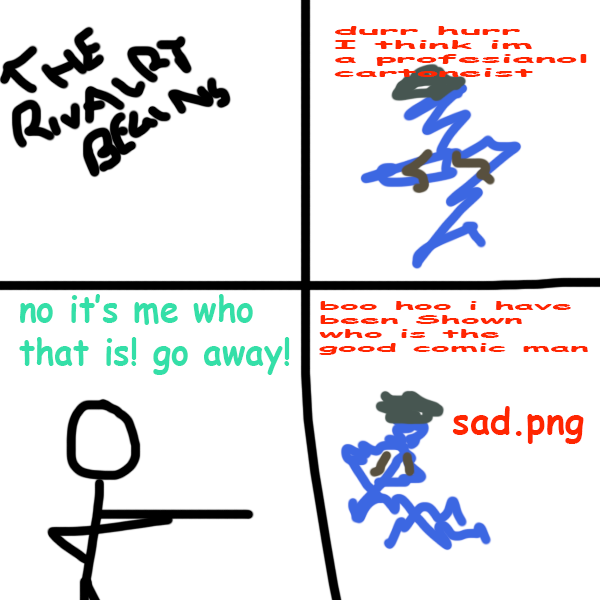 THE
RIVALRY
BEGINS
durr hurr
I think im
a profesianol
cartoneist
no it's me who
that is! go away!
boo hoo i have
been Shown
who is the
good comic man
sad.png